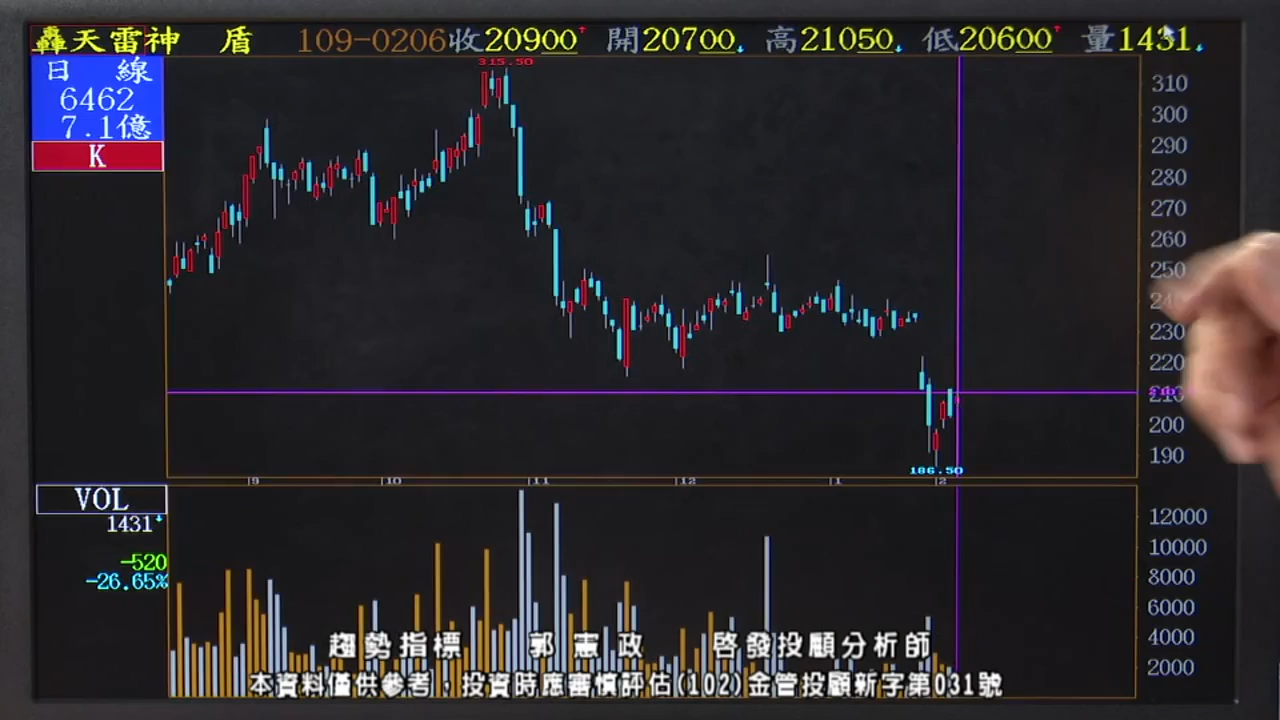 轟天雷神 盾 109-0206收20900↑ 開20700↓ 高21050↓ 低20600↑ 量1431↓
日 線
6462
7.1億
K
315.50
310
300
290
280
270
260
250
230
220
200
190
186.50
9 10 11 12 1 2
VOL
1431↓
-520
-26.65%
12000
10000
8000
6000
4000
2000
趨勢指標 郭憲政 啓發投顧分析師
本資料僅供參考，投資時應審慎評估(102)金管投顧新字第031號